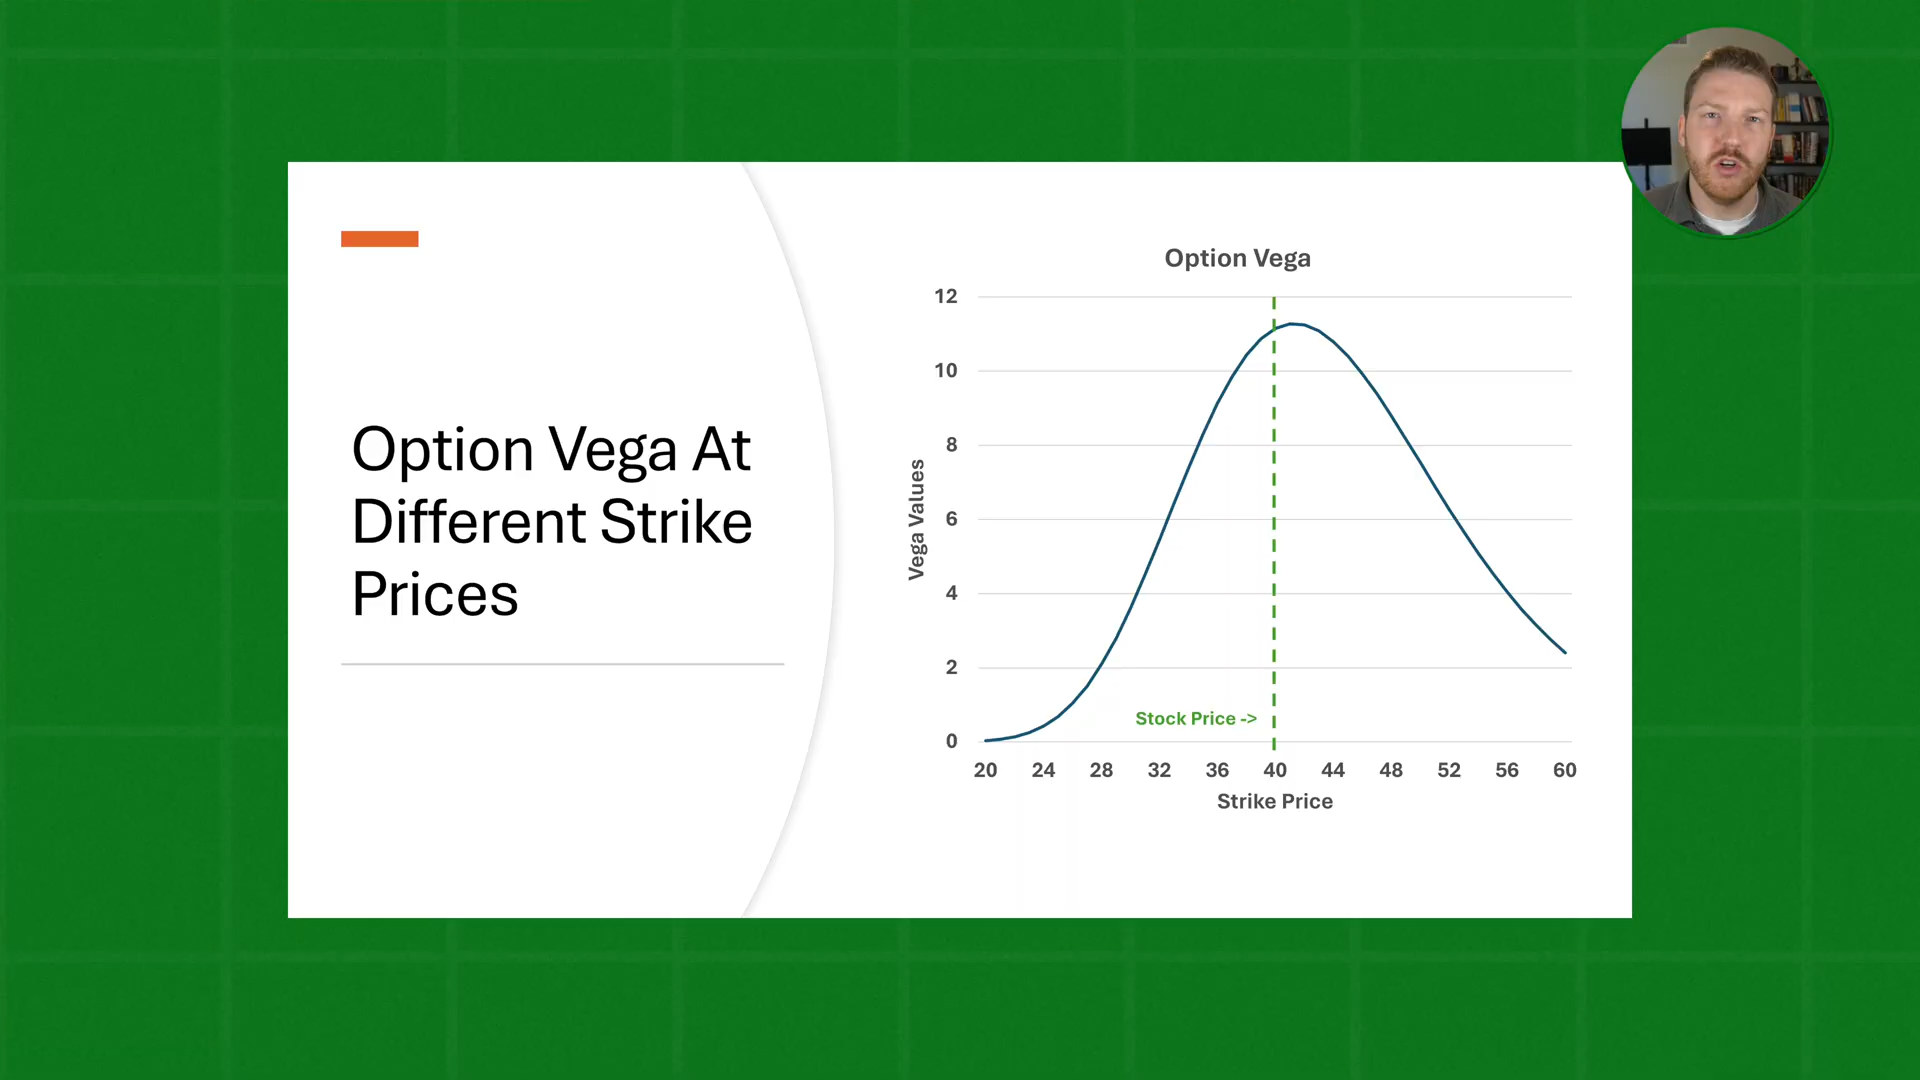 Option Vega At
Different Strike
Prices
Option Vega
12
10
8
6
4
2
0
Vega Values
Stock Price ->
20 24 28 32 36 40 44 48 52 56 60
Strike Price